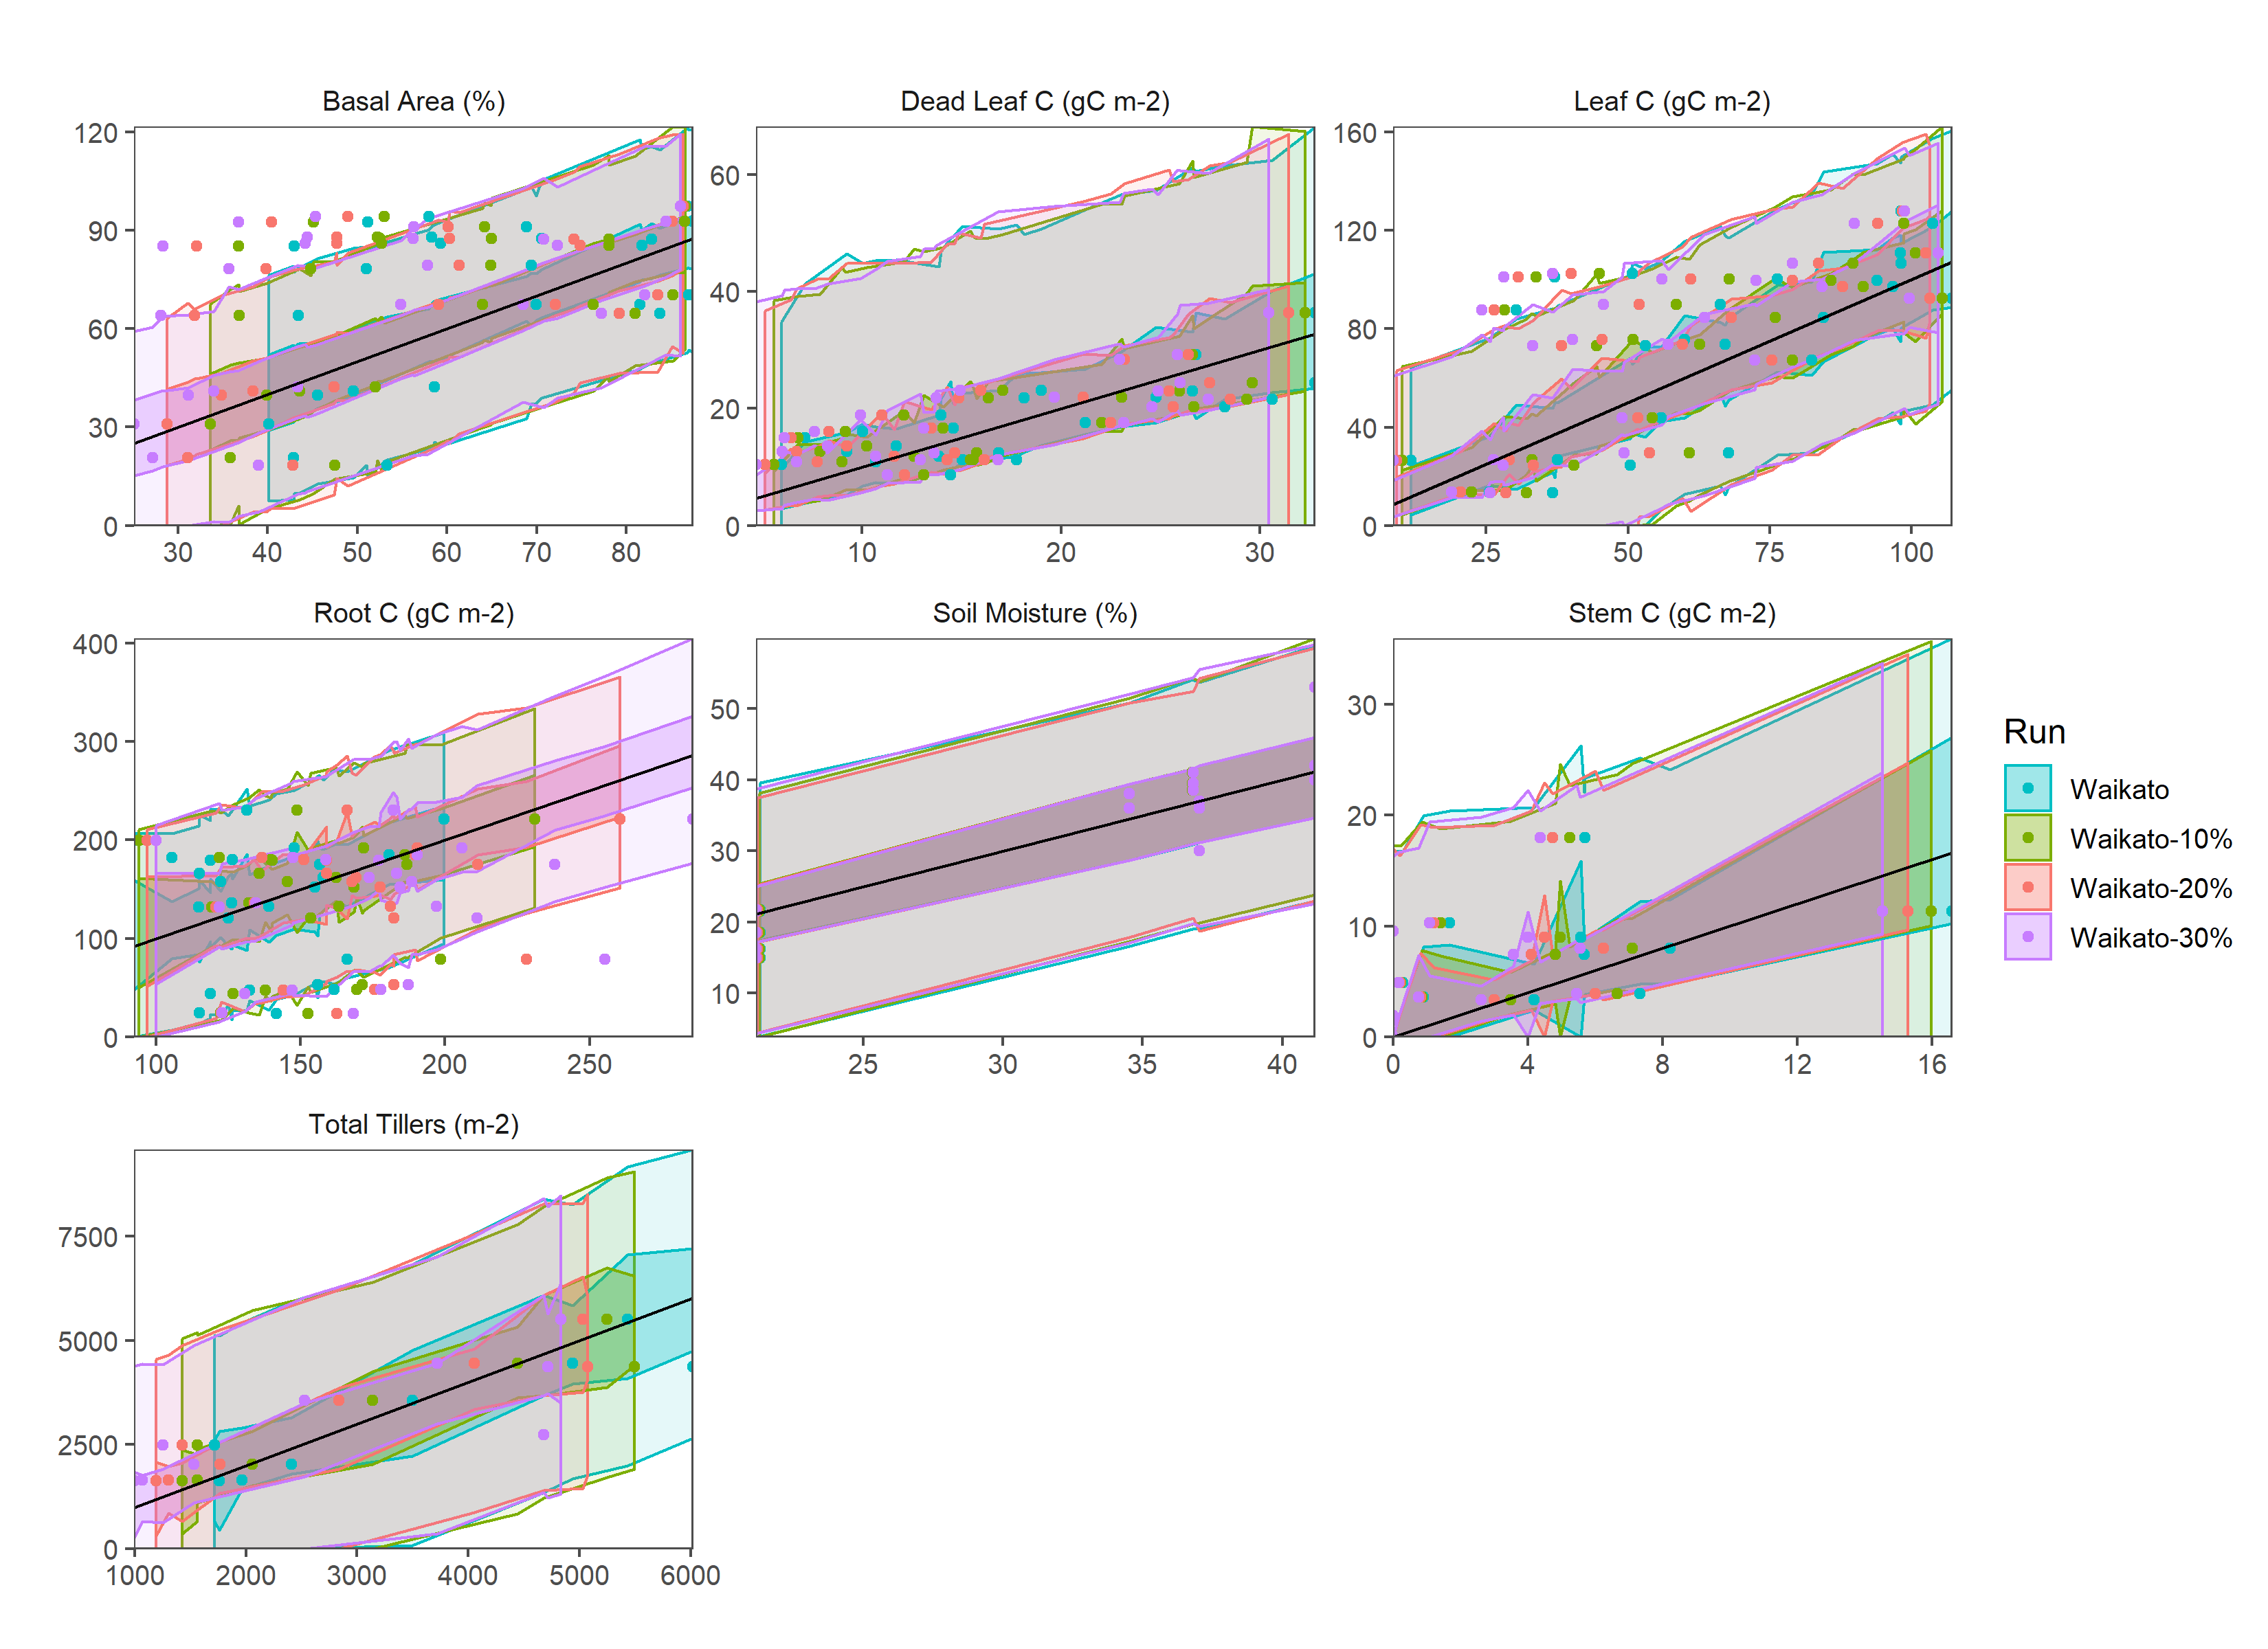 Basal Area (%)
Dead Leaf C (gC m-2)
Leaf C (gC m-2)
120
90
60
30
0
30 40 50 60 70 80
60
40
20
0
10 20 30
160
120
80
40
0
25 50 75 100
Root C (gC m-2)
Soil Moisture (%)
Stem C (gC m-2)
400
300
200
100
0
100 150 200 250
50
40
30
20
10
25 30 35 40
30
20
10
0
0 4 8 12 16
Run
Waikato
Waikato-10%
Waikato-20%
Waikato-30%
Total Tillers (m-2)
7500
5000
2500
0
1000 2000 3000 4000 5000 6000